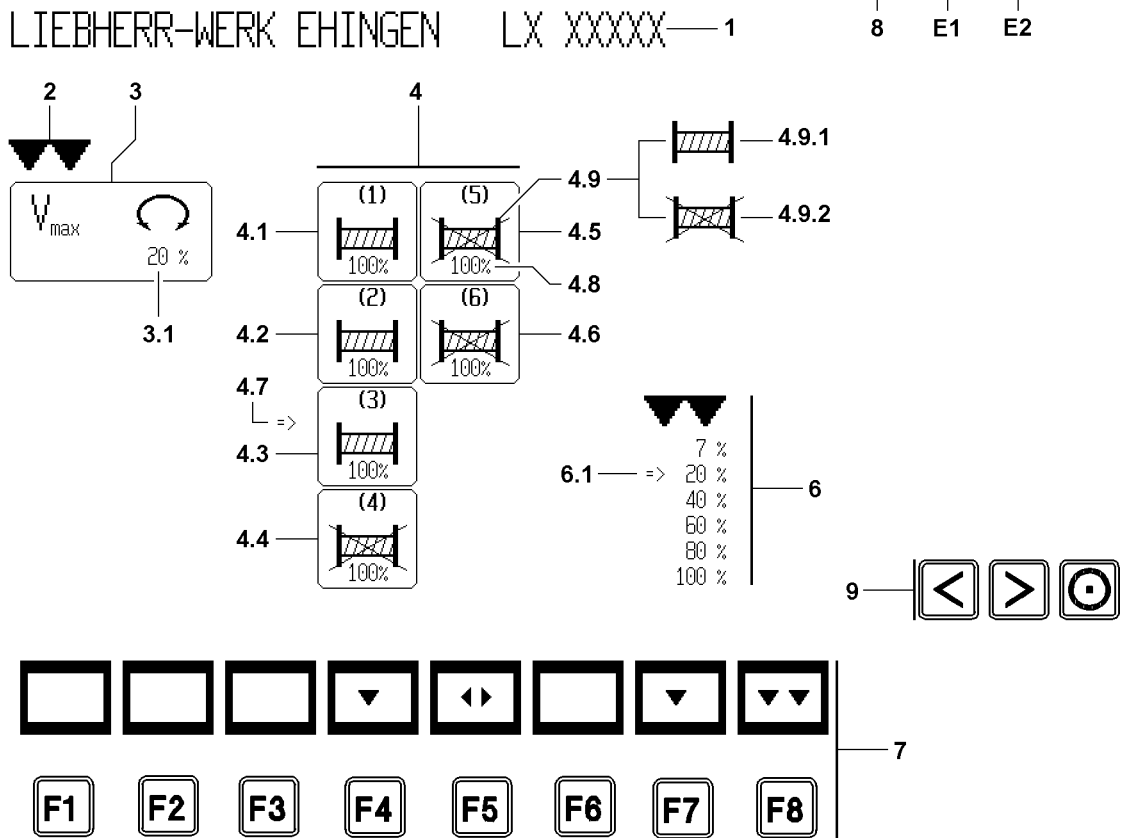 8 E1 E2
LIEBHERR-WERK EHINGEN LX XXXXX 1
2 3 4
4.9.1
4.9
(1) (5)
4.9.2
Vmax
4.1 4.5
20 % 100% 100%
4.8
(2) (6)
3.1 4.2 4.6
100% 100%
4.7
(3)
=>
4.3
7 %
100%
6.1 => 20 %
6
(4)
40 %
60 %
4.4
80 %
100% 100 %
9 < >
7
F1 F2 F3 F4 F5 F6 F7 F8